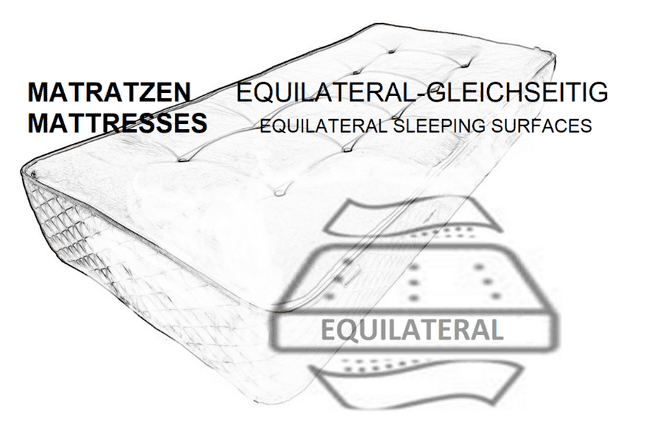 MATRATZEN EQUILATERAL-GLEICHSEITIG
MATTRESSES EQUILATERAL SLEEPING SURFACES
EQUILATERAL